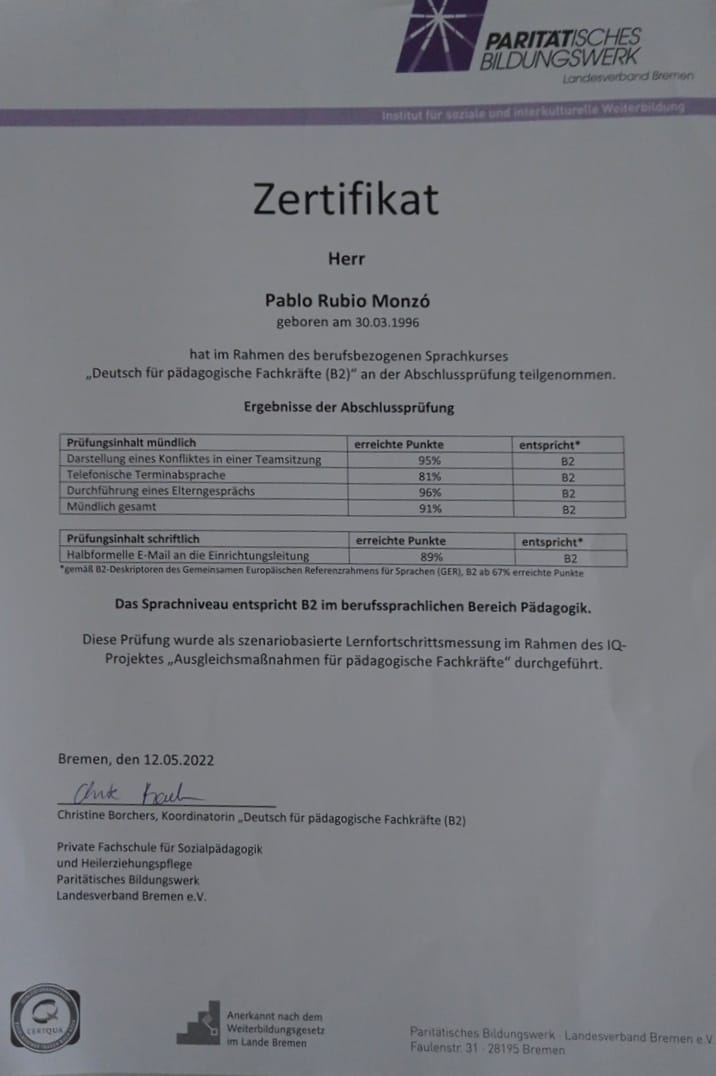 PARITÄTISCHES
BILDUNGSWERK
Landesverband Bremen
Institut für soziale und interkulturelle Weiterbildung
Zertifikat
Herr
Pablo Rubio Monzó
geboren am 30.03.1996
hat im Rahmen des berufsbezogenen Sprachkurses
„Deutsch für pädagogische Fachkräfte (B2)“ an der Abschlussprüfung teilgenommen.
Ergebnisse der Abschlussprüfung
Prüfungsinhalt mündlich erreichte Punkte entspricht*
Darstellung eines Konfliktes in einer Teamsitzung 95% B2
Telefonische Terminabsprache 81% B2
Durchführung eines Elterngesprächs 96% B2
Mündlich gesamt 91% B2
Prüfungsinhalt schriftlich erreichte Punkte entspricht*
Halbformelle E-Mail an die Einrichtungsleitung 89% B2
*gemäß B2-Deskriptoren des Gemeinsamen Europäischen Referenzrahmens für Sprachen (GER), B2 ab 67% erreichte Punkte
Das Sprachniveau entspricht B2 im berufssprachlichen Bereich Pädagogik.
Diese Prüfung wurde als szenariobasierte Lernfortschrittsmessung im Rahmen des IQ-
Projektes „Ausgleichsmaßnahmen für pädagogische Fachkräfte“ durchgeführt.
Bremen, den 12.05.2022
Christine Borchers, Koordinatorin „Deutsch für pädagogische Fachkräfte (B2)
Private Fachschule für Sozialpädagogik
und Heilerziehungspflege
Paritätisches Bildungswerk
Landesverband Bremen e.V.
CERTQUA
Anerkannt nach dem
Weiterbildungsgesetz
im Lande Bremen
Paritätisches Bildungswerk · Landesverband Bremen e.V.
Faulenstr. 31 · 28195 Bremen